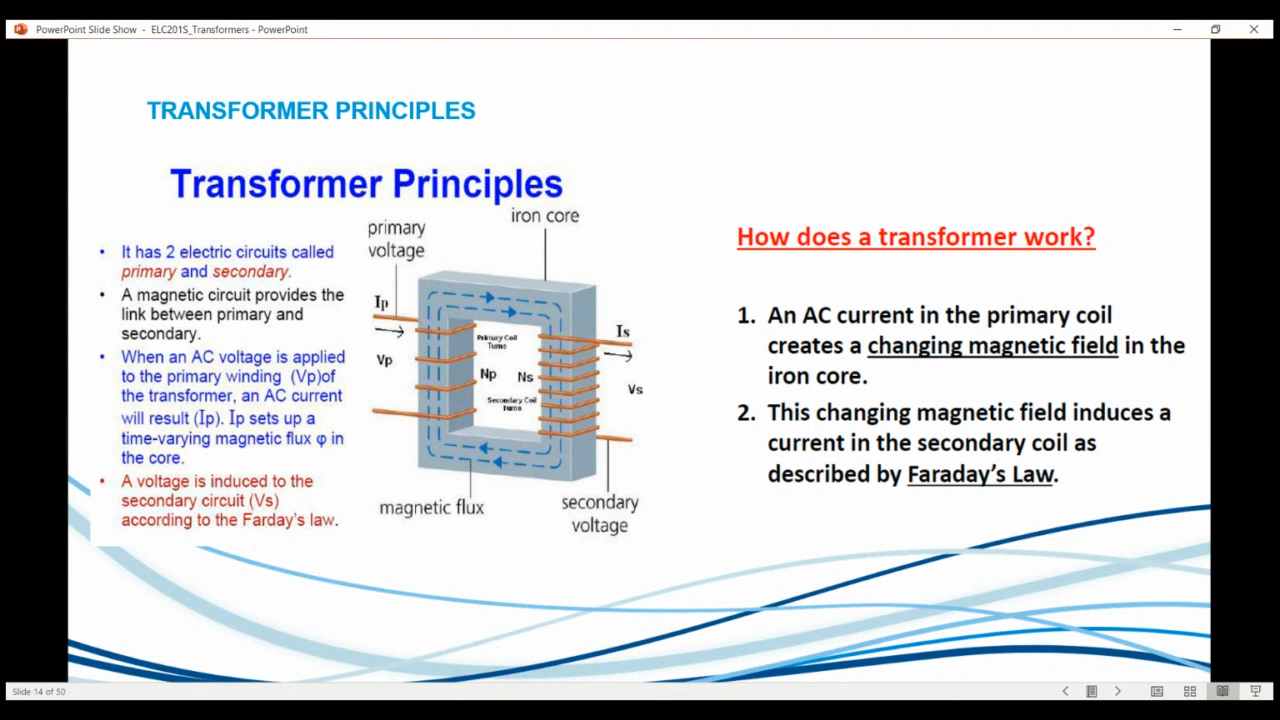 PowerPoint Slide Show - ELC201S_Transformers - PowerPoint
TRANSFORMER PRINCIPLES
Transformer Principles
• It has 2 electric circuits called
primary and secondary.
• A magnetic circuit provides the
link between primary and
secondary.
• When an AC voltage is applied
to the primary winding (Vp)of
the transformer, an AC current
will result (Ip). Ip sets up a
time-varying magnetic flux φ in
the core.
• A voltage is induced to the
secondary circuit (Vs)
according to the Farday's law.
primary
voltage
iron core
Ip
Vp
Primary Coil
Turns
Np
Ns
Secondary Coil
Turns
Is
Vs
magnetic flux
secondary
voltage
How does a transformer work?
1. An AC current in the primary coil
creates a changing magnetic field in the
iron core.
2. This changing magnetic field induces a
current in the secondary coil as
described by Faraday's Law.
Slide 14 of 50